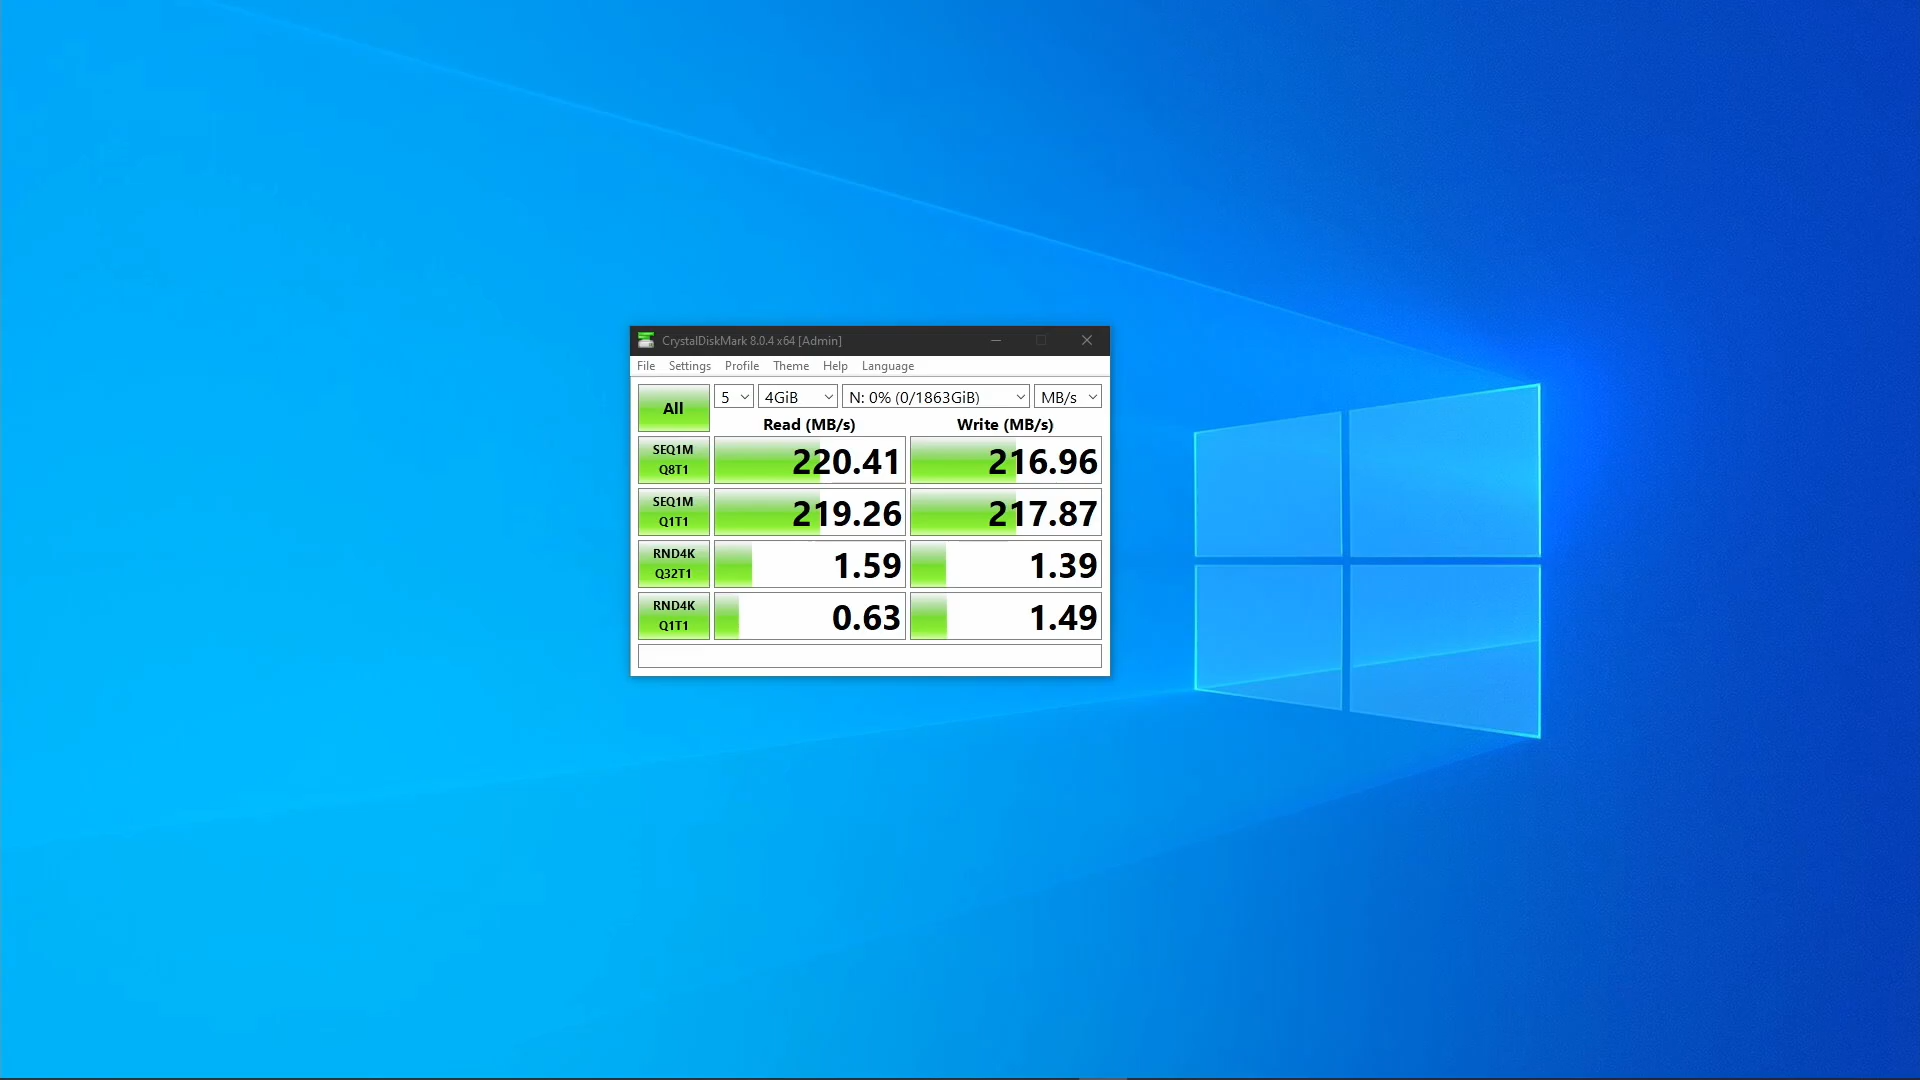 CrystalDiskMark 8.0.4 x64 [Admin]
File Settings Profile Theme Help Language
All 5 4GiB N: 0% (0/1863GiB) MB/s
Read (MB/s) Write (MB/s)
SEQ1M
Q8T1
220.41 216.96
SEQ1M
Q1T1
219.26 217.87
RND4K
Q32T1
1.59 1.39
RND4K
Q1T1
0.63 1.49